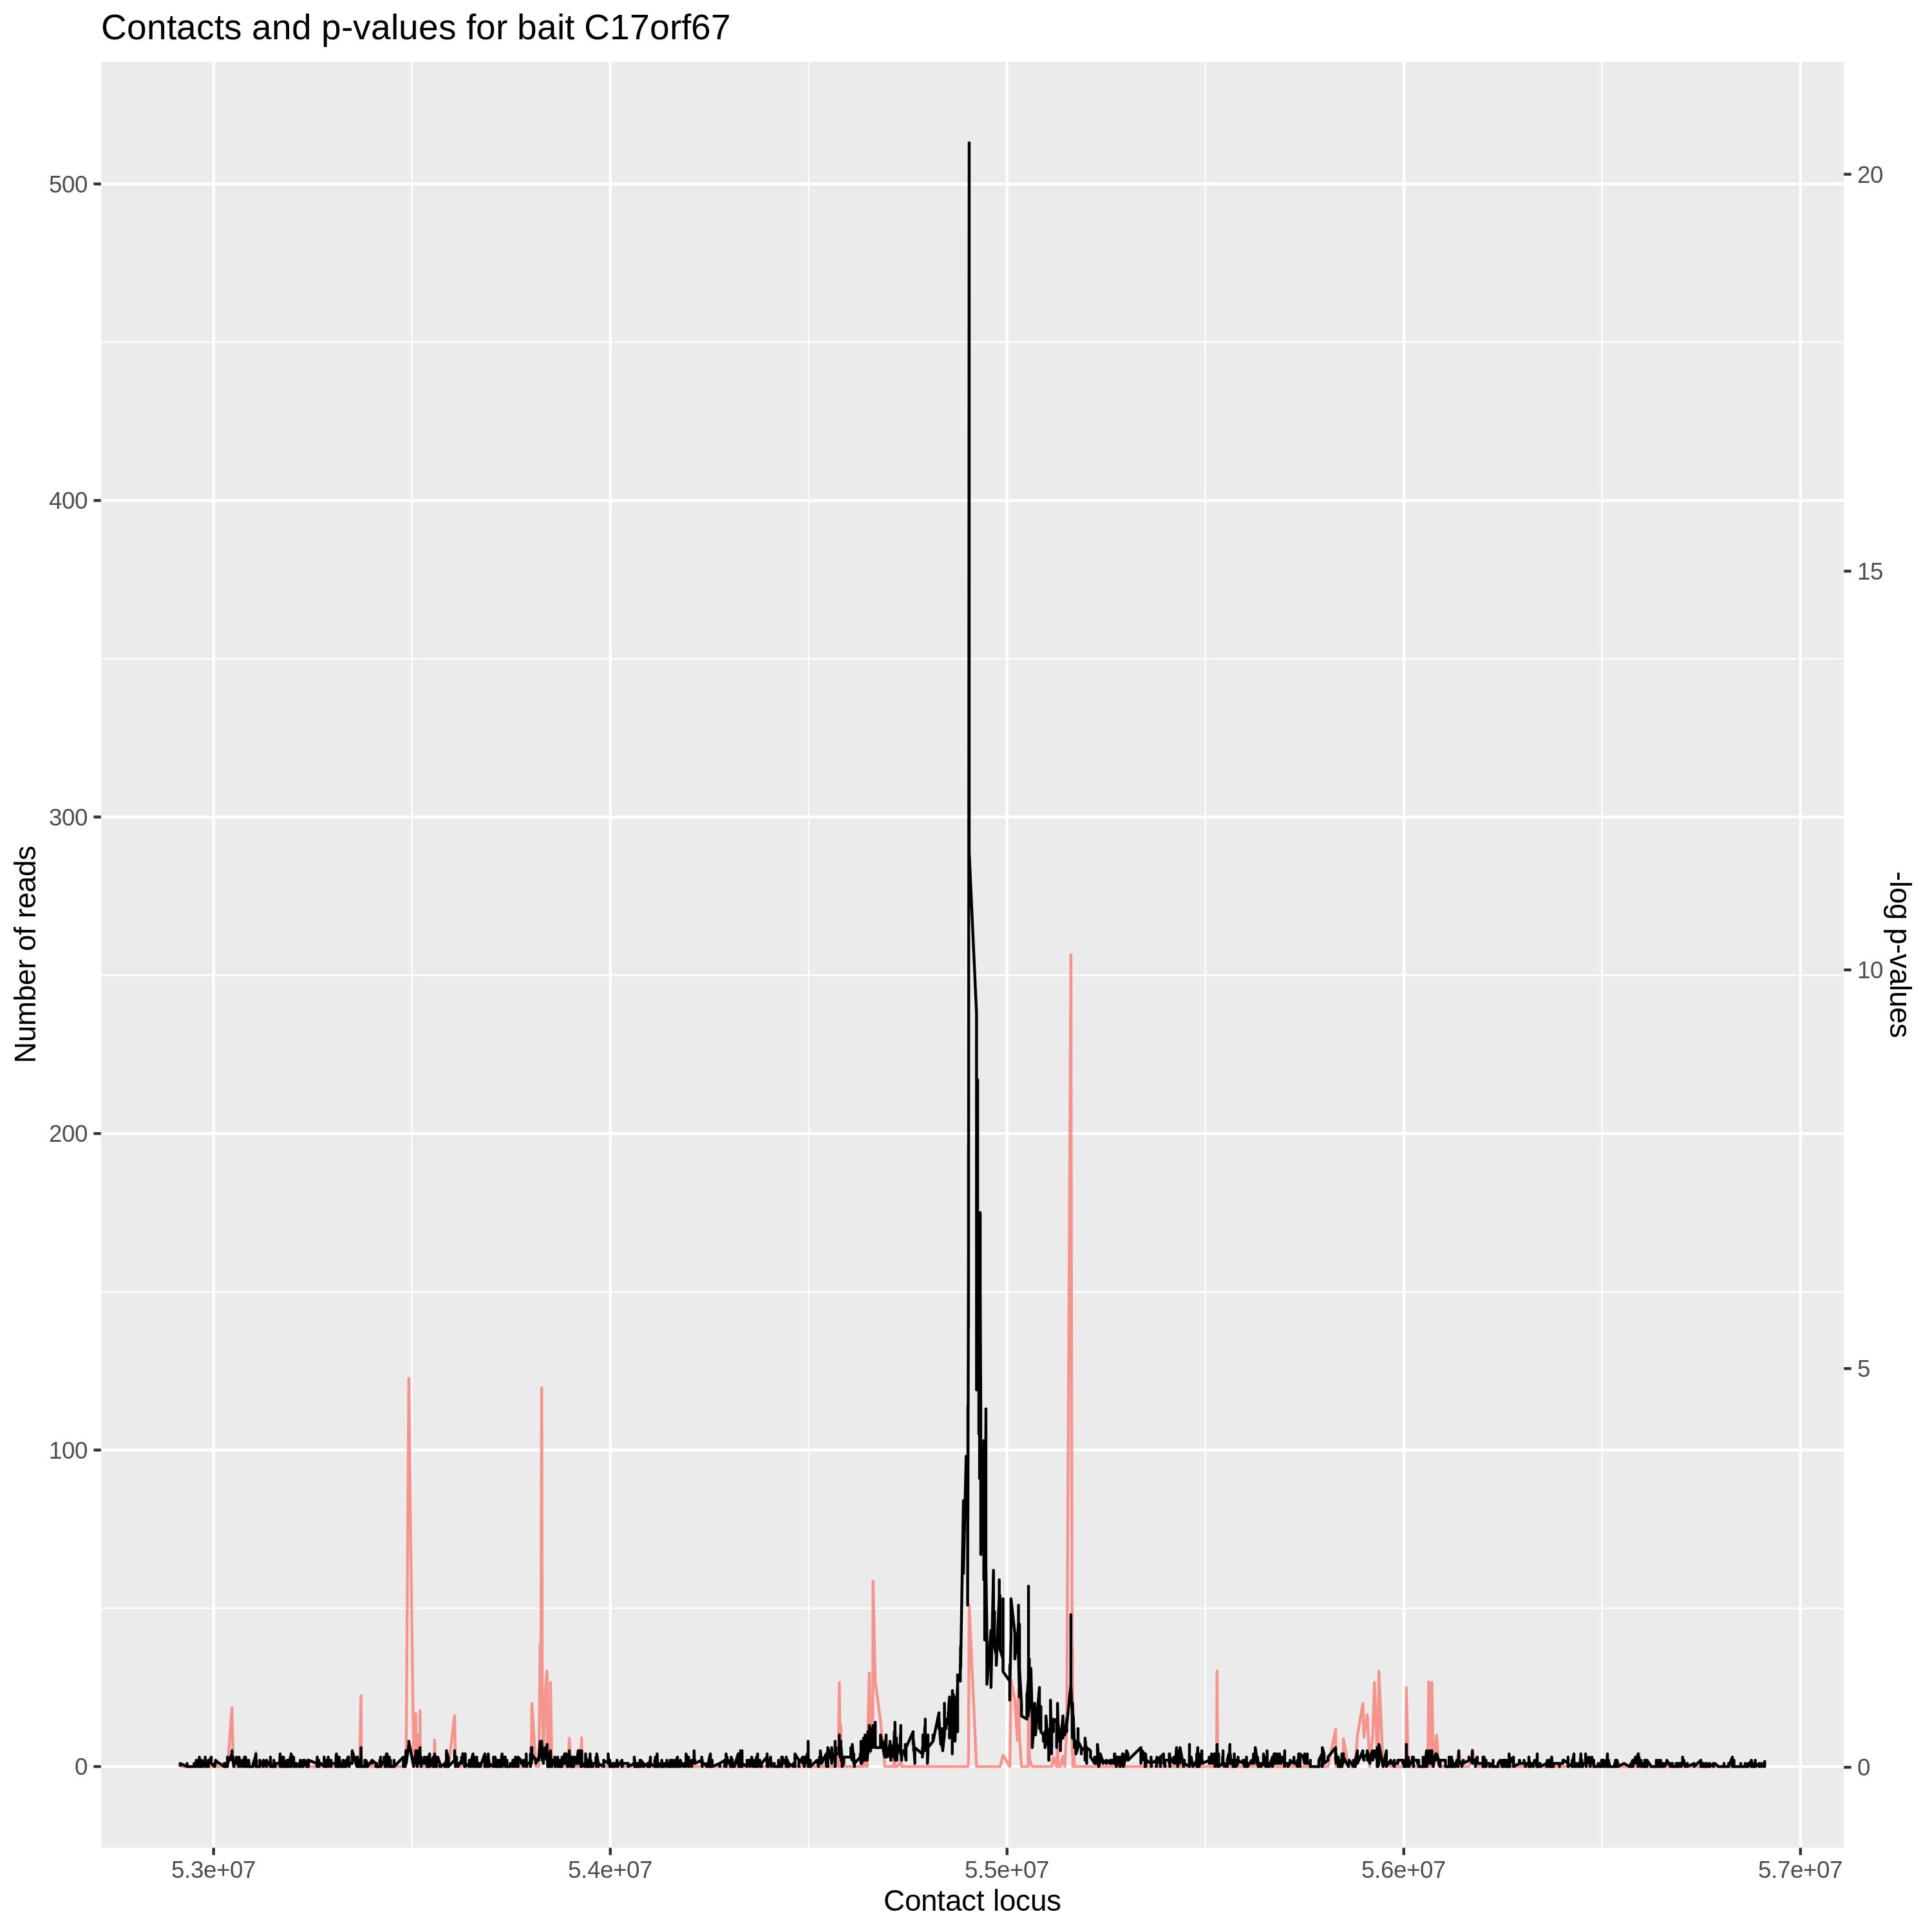 Contacts and p-values for bait C17orf67
500
400
300
200
100
0
Number of reads
20
15
10
5
0
-log p-values
5.3e+07
5.4e+07
5.5e+07
5.6e+07
5.7e+07
Contact locus